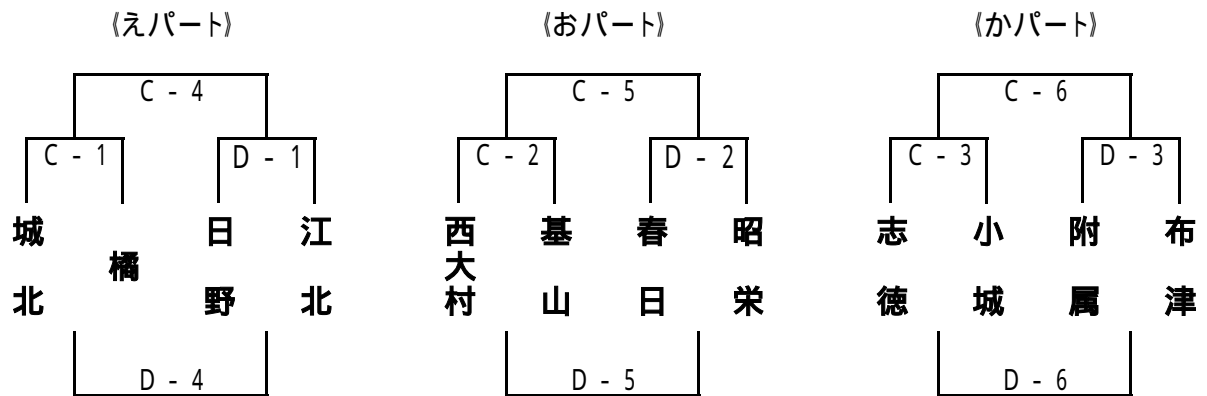 《えパート》 《おパート》 《かパート》
C - 4 C - 5 C - 6
C - 1 D - 1 C - 2 D - 2 C - 3 D - 3
城北 橘 日野 江北 西大村 基山 春日 昭栄 志徳 小城 附属 布津
D - 4 D - 5 D - 6